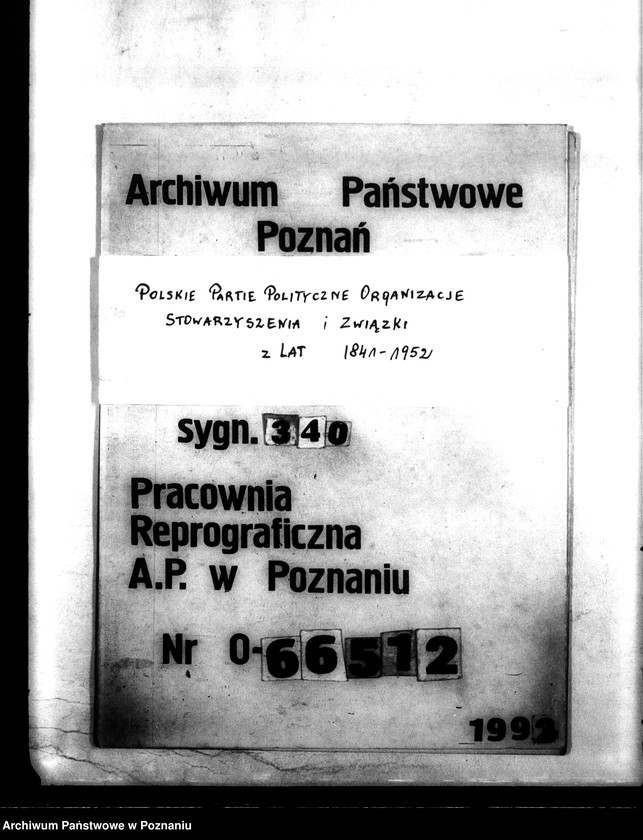 Archiwum Państwowe
Poznań
POLSKIE PARTIE POLITYCZNE ORGANIZACJE
STOWARZYSZENIA i ZWIĄZKI
z LAT 1841-1952
sygn. 340
Pracownia
Reprograficzna
A.P. w Poznaniu
Nr O-66512
1993
Archiwum Państwowe w Poznaniu